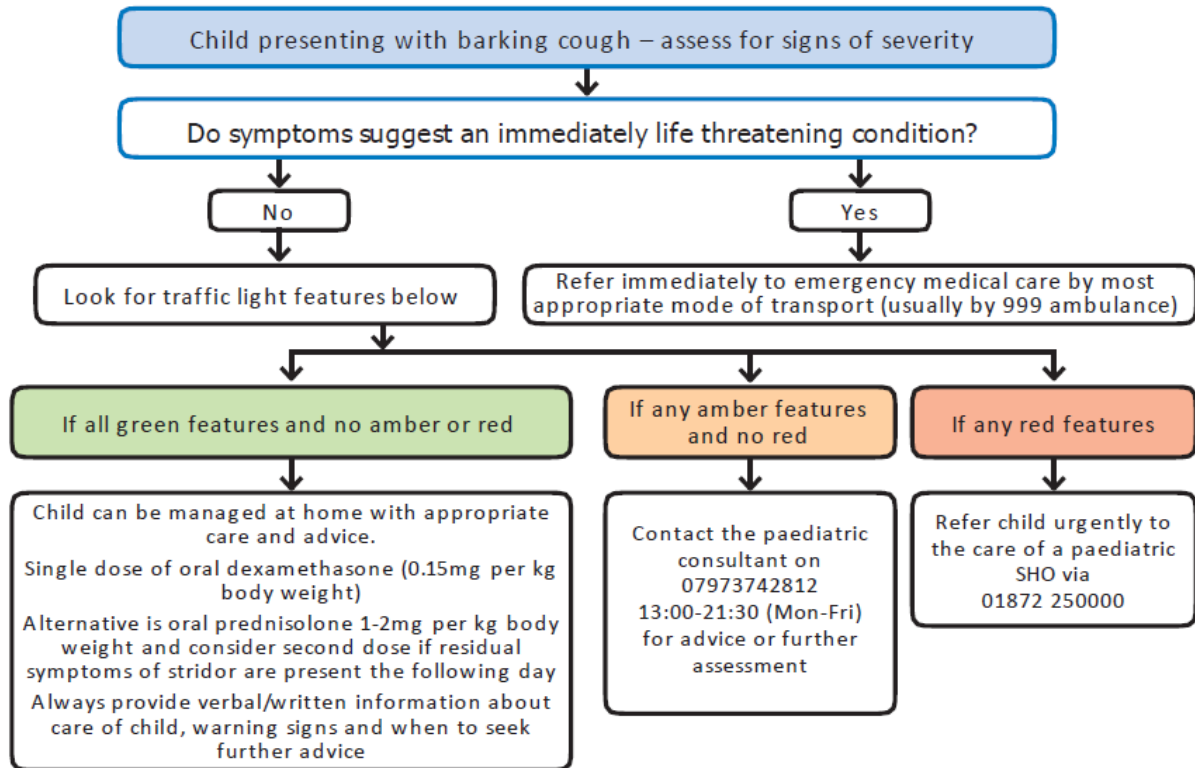 Child presenting with barking cough – assess for signs of severity
Do symptoms suggest an immediately life threatening condition?
No
Yes
Look for traffic light features below
Refer immediately to emergency medical care by most
appropriate mode of transport (usually by 999 ambulance)
If all green features and no amber or red
If any amber features
and no red
If any red features
Child can be managed at home with appropriate
care and advice.
Single dose of oral dexamethasone (0.15mg per kg
body weight)
Alternative is oral prednisolone 1-2mg per kg body
weight and consider second dose if residual
symptoms of stridor are present the following day
Always provide verbal/written information about
care of child, warning signs and when to seek
further advice
Contact the paediatric
consultant on
07973742812
13:00-21:30 (Mon-Fri)
for advice or further
assessment
Refer child urgently to
the care of a paediatric
SHO via
01872 250000